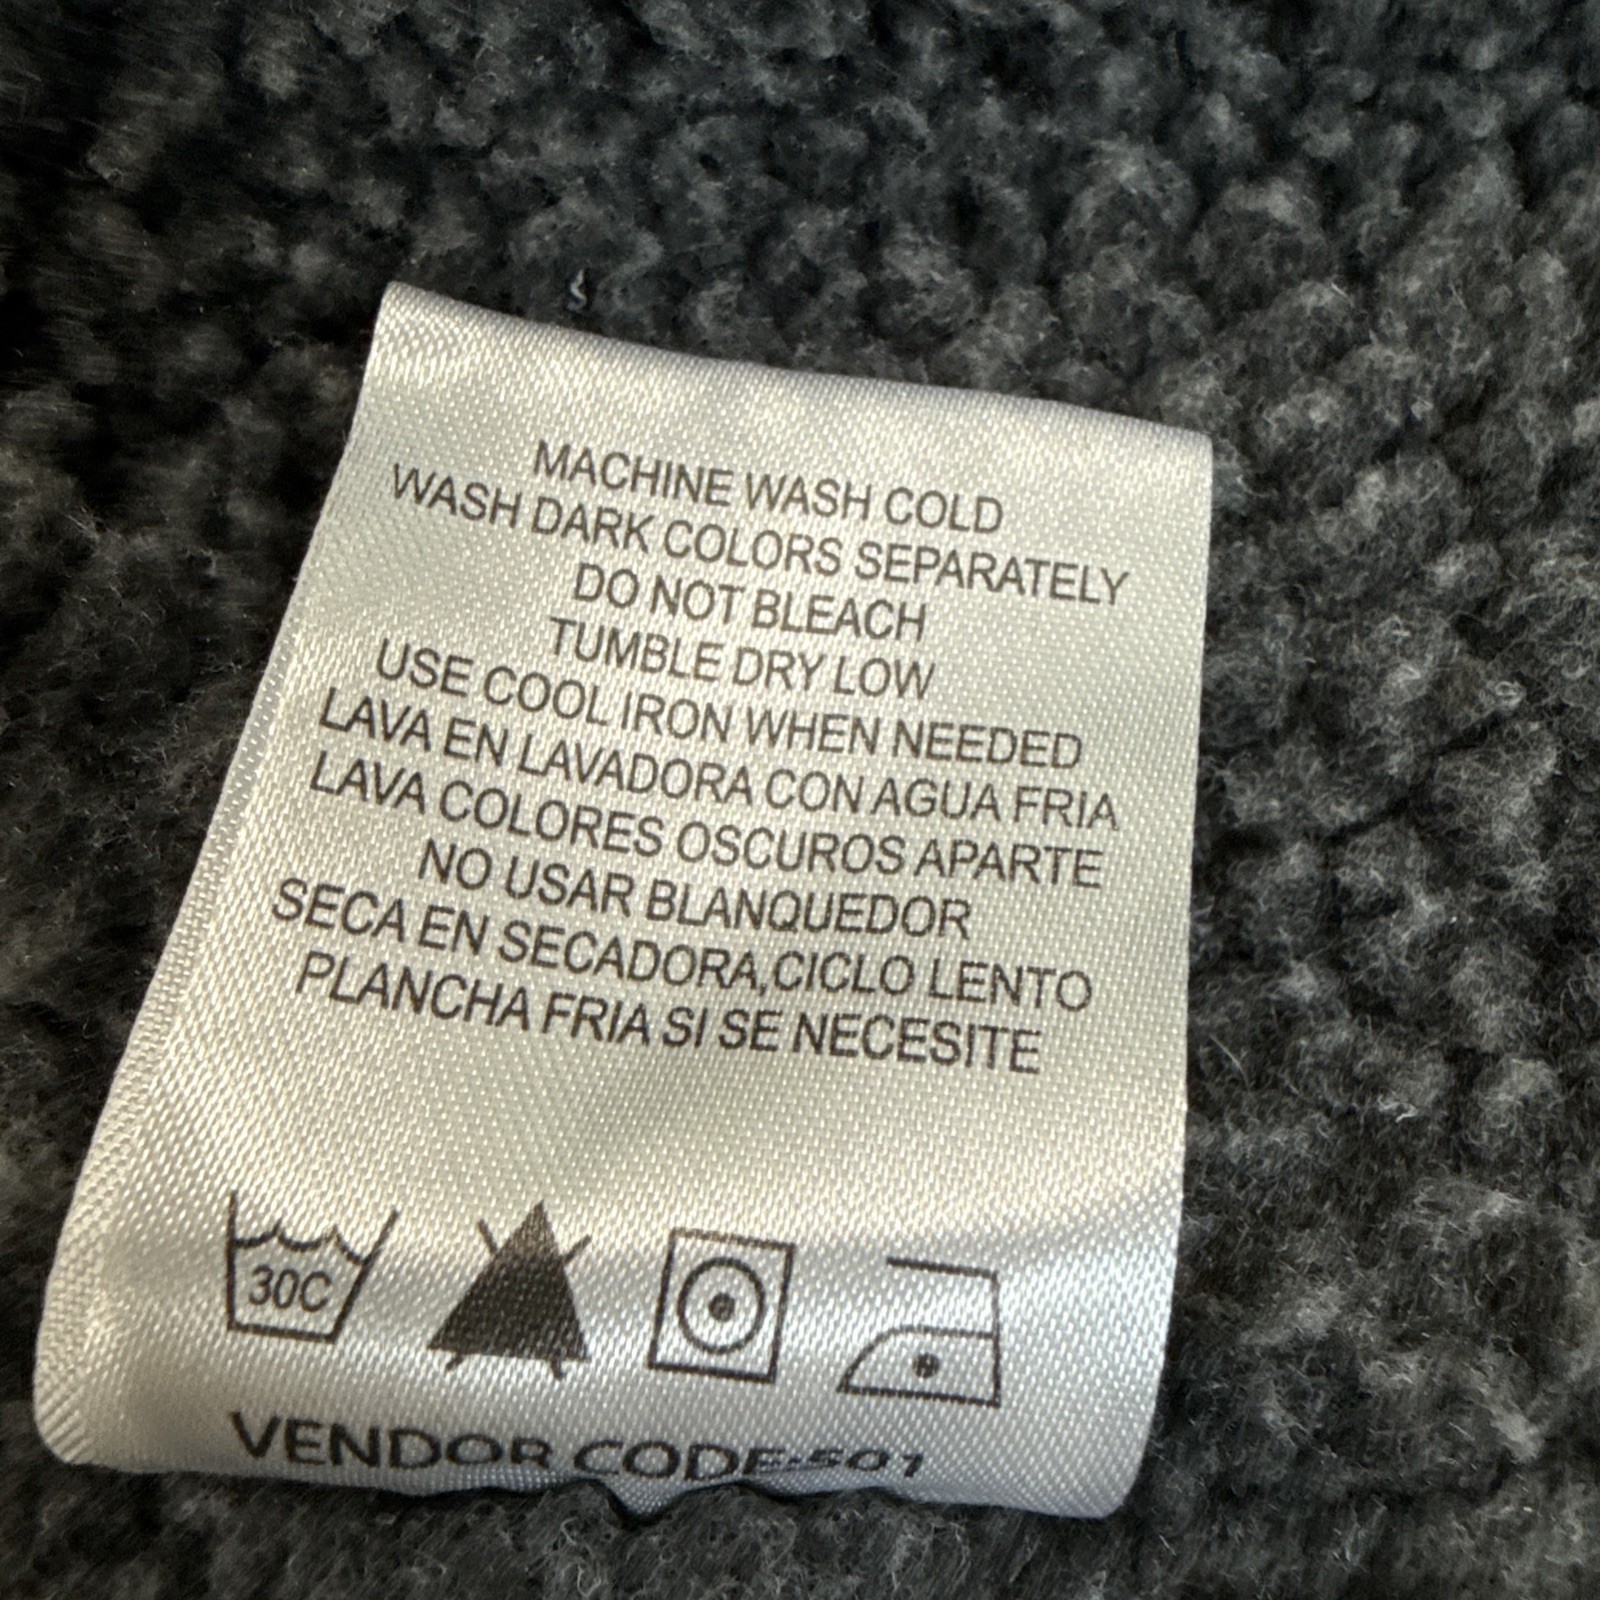 MACHINE WASH COLD
WASH DARK COLORS SEPARATELY
DO NOT BLEACH
TUMBLE DRY LOW
USE COOL IRON WHEN NEEDED
LAVA EN LAVADORA CON AGUA FRIA
LAVA COLORES OSCUROS APARTE
NO USAR BLANQUEDOR
SECA EN SECADORA,CICLO LENTO
PLANCHA FRIA SI SE NECESITE
30C
VENDOR CODE:501